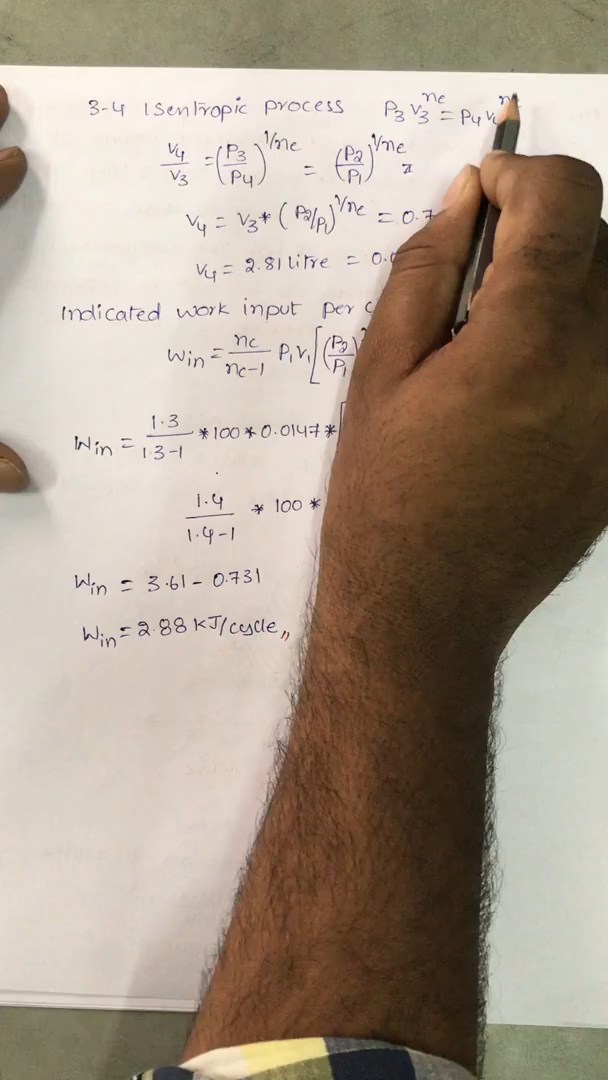 3-4 Isentropic process P₃V₃^nc = P₄V
V₄/V₃ = (P₃/P₄)^1/nc = (P₂/P₁)^1/nc
V₄ = V₃*(P₂/P₁)^1/nc = 0.7
V₄ = 2.81 litre = 0.0
Indicated work input per
Win = nc/nc-1 P₁V₁[(P₂/P₁)
Win = 1.3/1.3-1 *100*0.0147*[
1.4/1.4-1 * 100 *
Win = 3.61 - 0.731
Win = 2.88 KJ/cycle,,